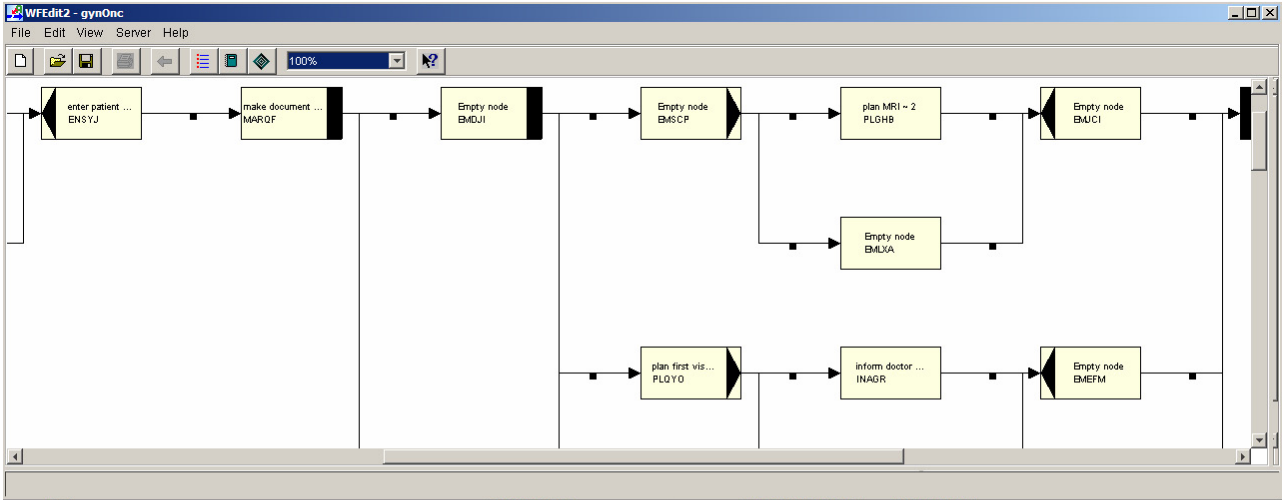 WFEdit2 - gynOnc
File Edit View Server Help
100%
enter patient ...
ENSYJ
make document ...
MARQF
Empty node
EMDJI
Empty node
EMSCP
plan MRI ~ 2
PLGHB
Empty node
EMJCI
Empty node
EMLXA
plan first vis...
PLQYO
inform doctor ...
INAGR
Empty node
EMEFM